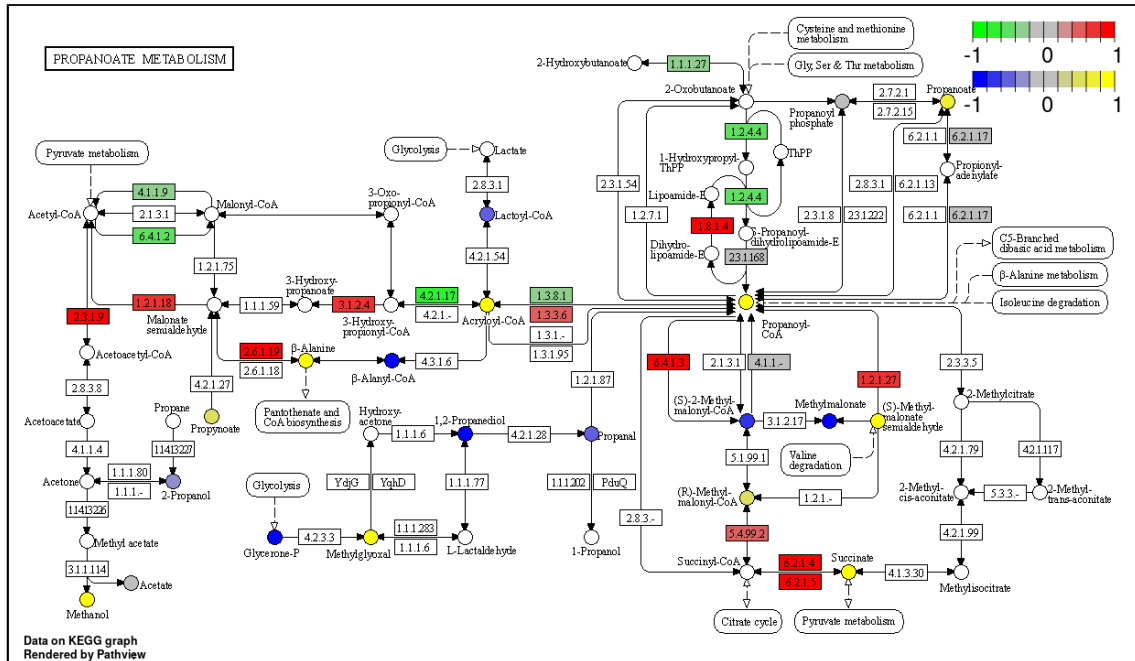 PROPANOATE METABOLISM
Cysteine and methionine
metabolism
Gly, Ser & Thr metabolism
-1 0 1
-1 0 1
2-Hydroxybutanoate
1.1.1.27
2-Oxobutanoate
Propanoyl
phosphate
2.7.2.1
2.7.2.15
Propanoate
6.2.1.1
6.2.1.17
Propionyl-
adenylate
6.2.1.1
6.2.1.17
1.2.4.4
1-Hydroxypropyl-
ThPP
ThPP
Lipoamide-E
1.2.4.4
1.8.1.4
Dihydro-
lipoamide-E
S-Propanoyl-
dihydrolipoamide-E
2.3.1.168
2.3.1.54
1.2.7.1
2.3.1.8
2.3.1.222
2.8.3.1
6.2.1.13
C5-Branched
dibasic acid metabolism
β-Alanine metabolism
Isoleucine degradation
Pyruvate metabolism
Glycolysis
Lactate
2.8.3.1
Lactoyl-CoA
4.2.1.54
4.1.1.9
Acetyl-CoA
2.1.3.1
Malonyl-CoA
6.4.1.2
3-Oxo-
propionyl-CoA
1.2.1.75
1.2.1.18
Malonate
semialdehyde
1.1.1.59
3-Hydroxy-
propanoate
3.1.2.4
3-Hydroxy-
propionyl-CoA
4.2.1.17
4.2.1.-
Acryloyl-CoA
1.3.8.1
1.3.3.6
1.3.1.-
1.3.1.95
Propanoyl-
CoA
2.3.1.9
Acetoacetyl-CoA
2.6.1.19
2.6.1.18
β-Alanine
β-Alanyl-CoA
4.3.1.6
Pantothenate and
CoA biosynthesis
4.2.1.27
Propynoate
2.8.3.8
Acetoacetate
Propane
4.1.1.4
1.14.13.227
Acetone
1.1.1.80
1.1.1.-
2-Propanol
1.14.13.226
Methyl acetate
3.1.1.114
Acetate
Methanol
Hydroxy-
acetone
1.1.1.6
1,2-Propanediol
4.2.1.28
Propanal
1.2.1.87
Glycolysis
YdjG
YqhD
1.1.1.77
1.1.1.202
PduQ
Glycerone-P
4.2.3.3
Methylglyoxal
1.1.1.283
1.1.1.6
L-Lactaldehyde
1-Propanol
6.4.1.3
2.1.3.1
4.1.1.-
1.2.1.27
2.3.3.5
(S)-2-Methyl-
malonyl-CoA
3.1.2.17
Methylmalonate
(S)-Methyl-
malonate
semialdehyde
Valine
degradation
5.1.99.1
(R)-Methyl-
malonyl-CoA
1.2.1.-
2.8.3.-
5.4.99.2
Succinyl-CoA
6.2.1.4
6.2.1.5
Succinate
4.1.3.30
Methylisocitrate
2-Methylcitrate
4.2.1.79
4.2.1.117
2-Methyl-
cis-aconitate
5.3.3.-
2-Methyl-
trans-aconitate
4.2.1.99
Citrate cycle
Pyruvate metabolism
Data on KEGG graph
Rendered by Pathview